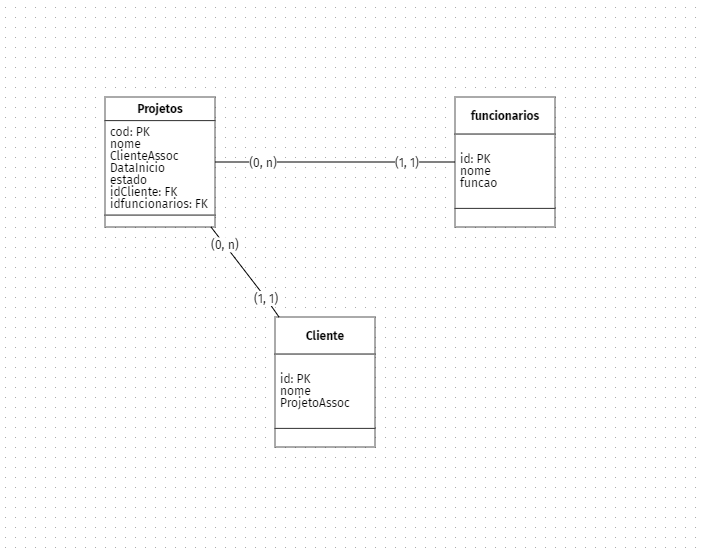 Projetos
cod: PK
nome
ClienteAssoc
DataInicio
estado
idCliente: FK
idfuncionarios: FK
(0, n)
(1, 1)
funcionarios
id: PK
nome
funcao
(0, n)
(1, 1)
Cliente
id: PK
nome
ProjetoAssoc